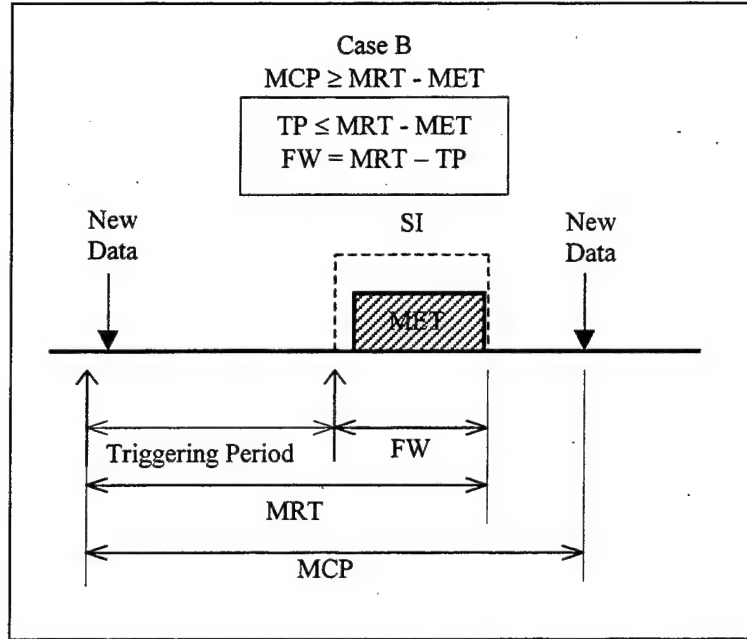 Case B
MCP ≥ MRT - MET
TP ≤ MRT - MET
FW = MRT – TP
New
Data
SI
New
Data
MET
Triggering Period
FW
MRT
MCP